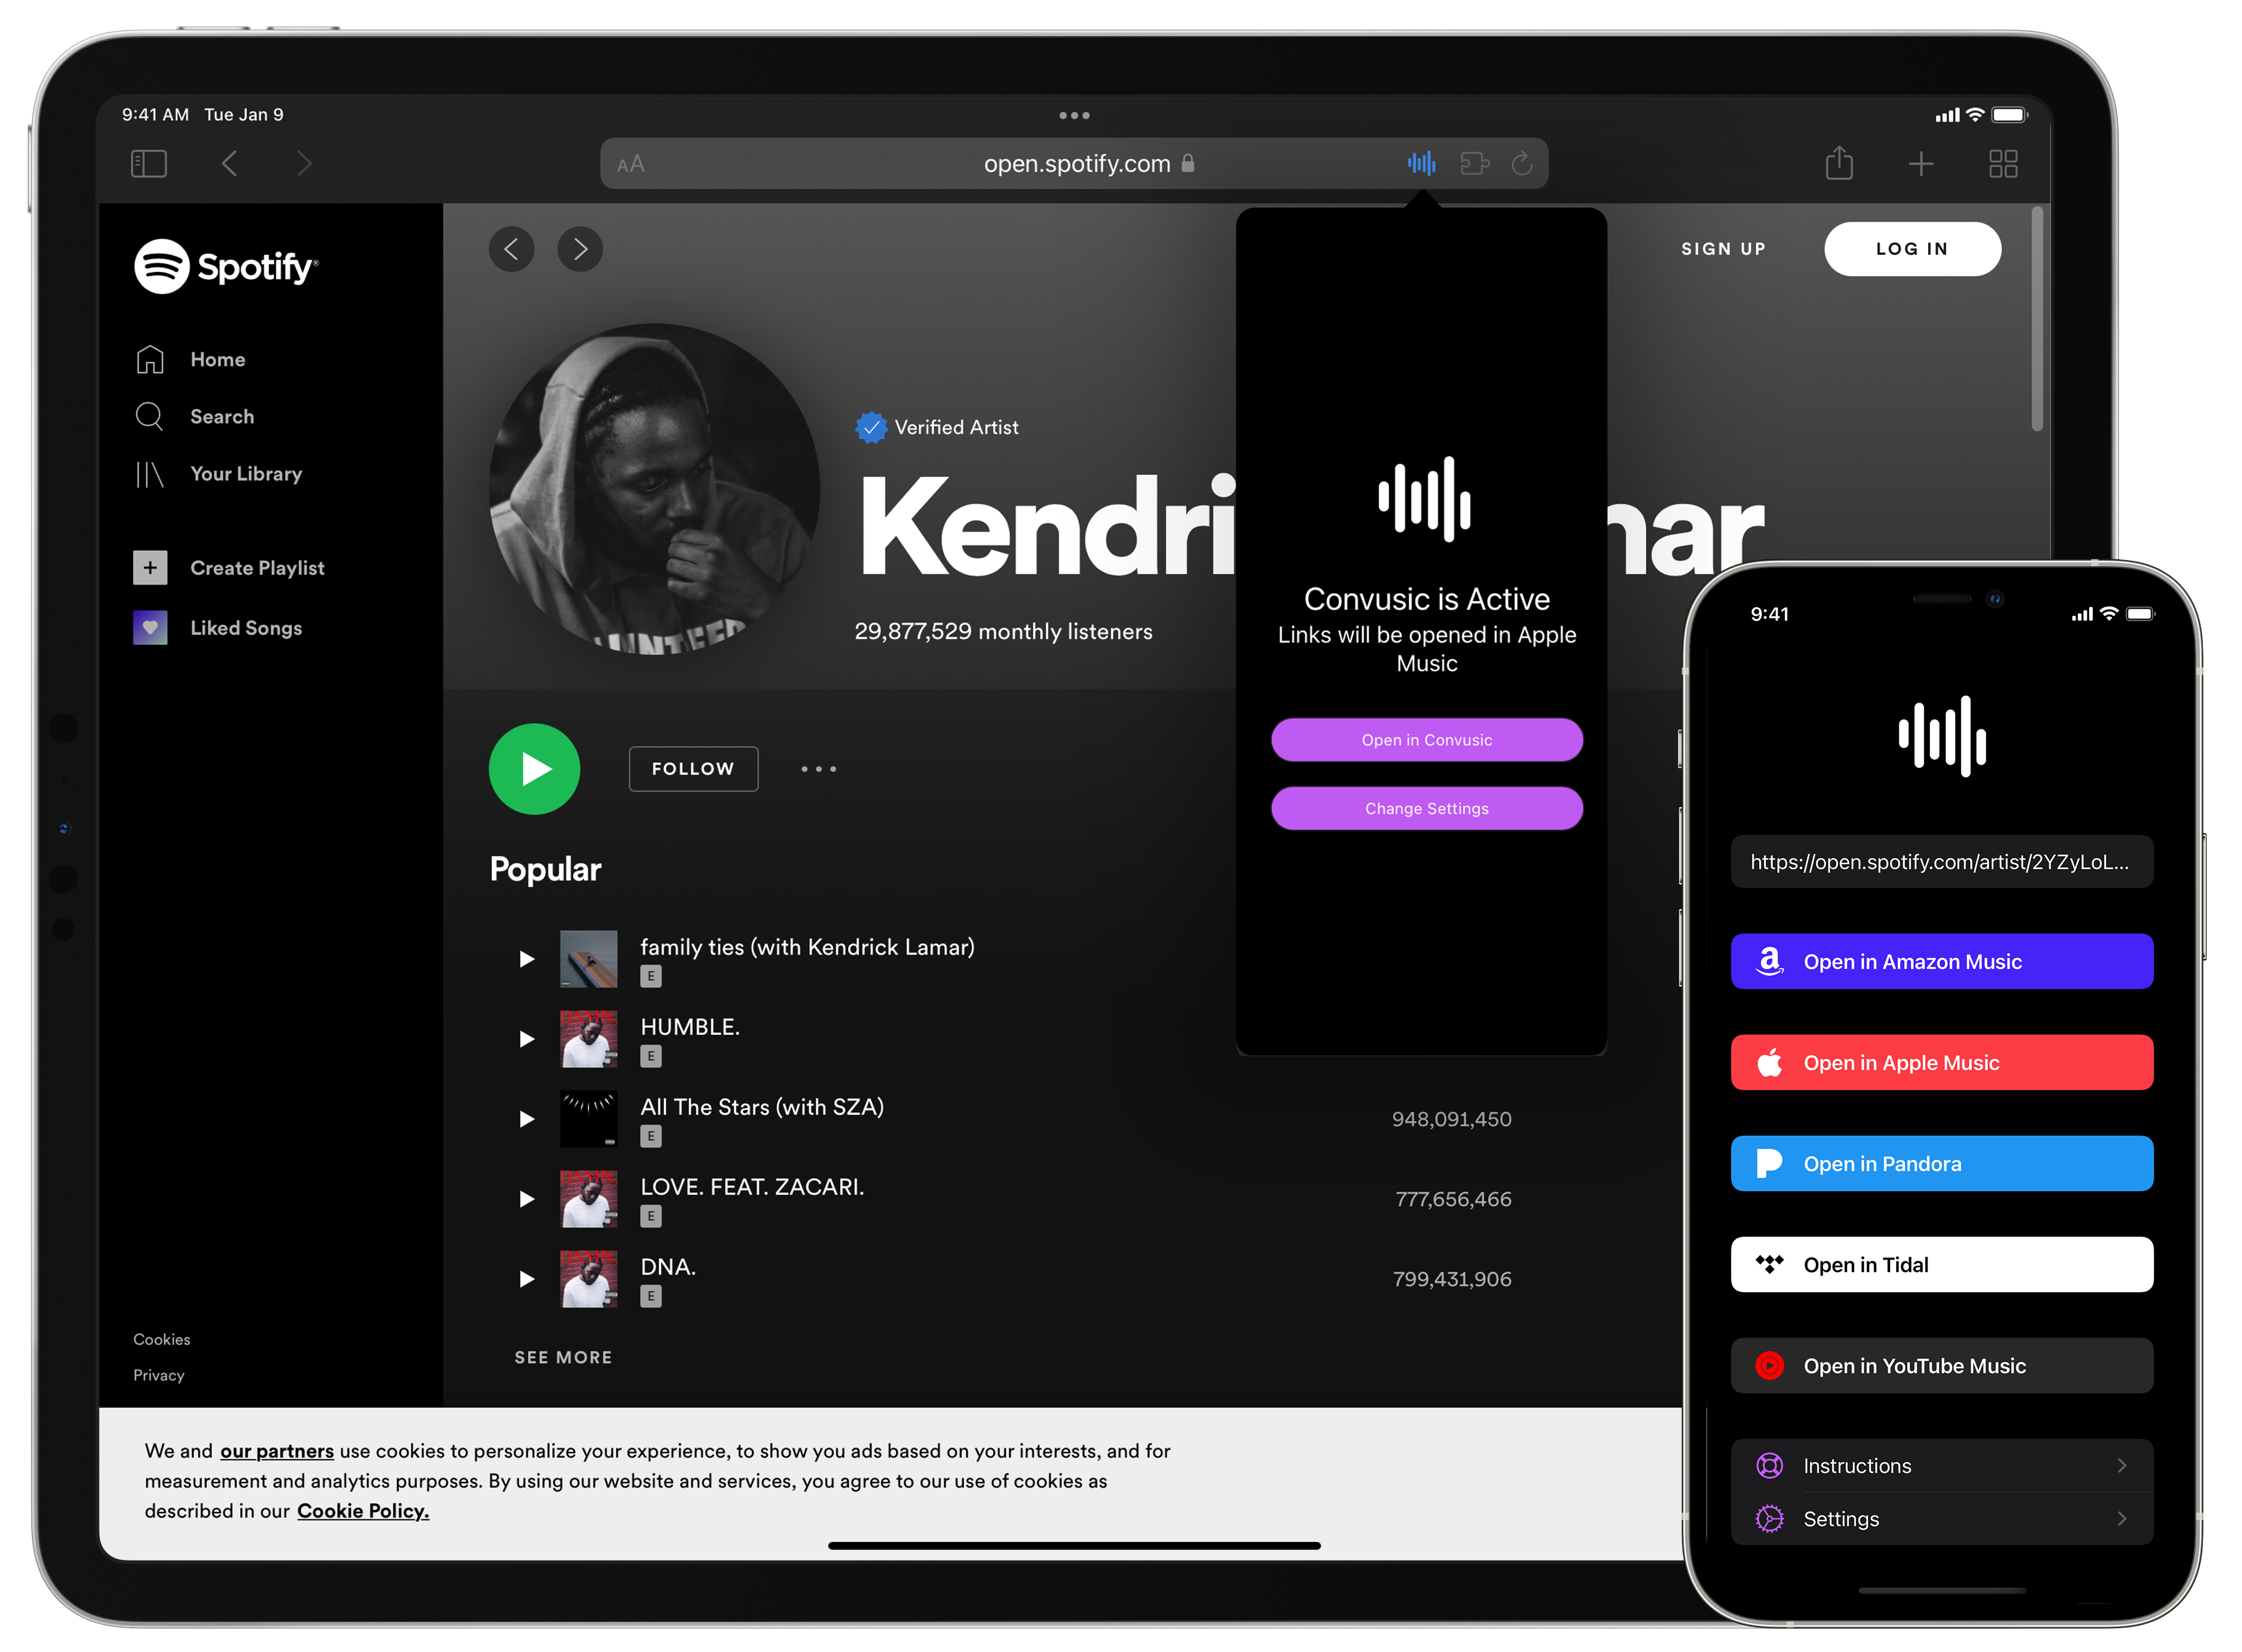 9:41 AM Tue Jan 9
AA
open.spotify.com
Spotify
Home
Search
Your Library
Create Playlist
Liked Songs
Cookies
Privacy
SIGN UP
LOG IN
Verified Artist
Kendri
mar
29,877,529 monthly listeners
FOLLOW
Popular
family ties (with Kendrick Lamar)
E
HUMBLE.
E
All The Stars (with SZA)
E
948,091,450
LOVE. FEAT. ZACARI.
E
777,656,466
DNA.
E
799,431,906
SEE MORE
We and our partners use cookies to personalize your experience, to show you ads based on your interests, and for
measurement and analytics purposes. By using our website and services, you agree to our use of cookies as
described in our Cookie Policy.
Convusic is Active
Links will be opened in Apple
Music
Open in Convusic
Change Settings
9:41
https://open.spotify.com/artist/2YZyLoL...
Open in Amazon Music
Open in Apple Music
Open in Pandora
Open in Tidal
Open in YouTube Music
Instructions
Settings